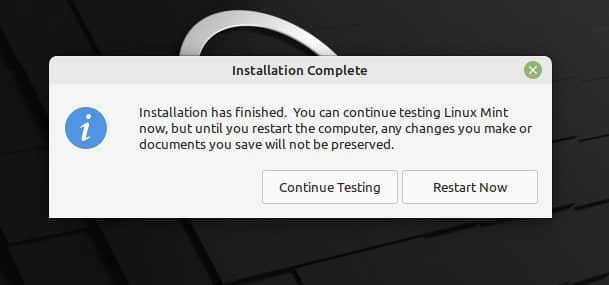 Installation Complete
Installation has finished.  You can continue testing Linux Mint
now, but until you restart the computer, any changes you make or
documents you save will not be preserved.
Continue Testing
Restart Now